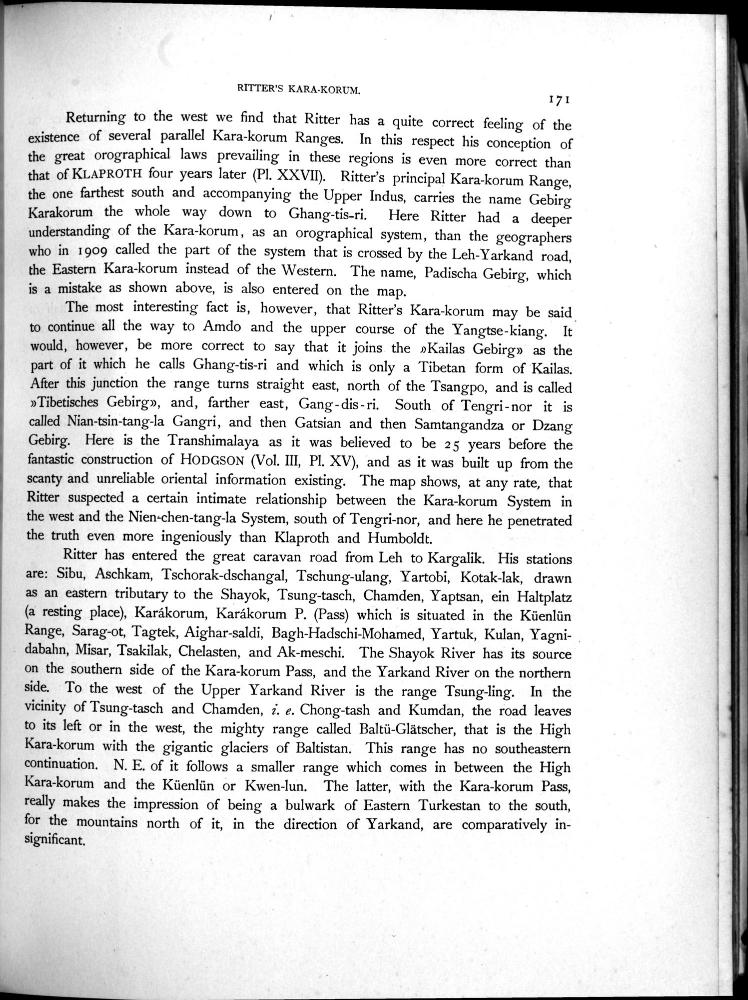 RITTER'S KARA-KORUM.
171
Returning to the west we find that Ritter has a quite correct feeling of the
existence of several parallel Kara-korum Ranges. In this respect his conception of
the great orographical laws prevailing in these regions is even more correct than
that of KLAPROTH four years later (Pl. XXVII). Ritter's principal Kara-korum Range,
the one farthest south and accompanying the Upper Indus, carries the name Gebirg
Karakorum the whole way down to Ghang-tis-ri. Here Ritter had a deeper
understanding of the Kara-korum, as an orographical system, than the geographers
who in 1909 called the part of the system that is crossed by the Leh-Yarkand road,
the Eastern Kara-korum instead of the Western. The name, Padischa Gebirg, which
is a mistake as shown above, is also entered on the map.
The most interesting fact is, however, that Ritter's Kara-korum may be said
to continue all the way to Amdo and the upper course of the Yangtse-kiang. It
would, however, be more correct to say that it joins the »Kailas Gebirg» as the
part of it which he calls Ghang-tis-ri and which is only a Tibetan form of Kailas.
After this junction the range turns straight east, north of the Tsangpo, and is called
»Tibetisches Gebirg», and, farther east, Gang-dis-ri. South of Tengri-nor it is
called Nian-tsin-tang-la Gangri, and then Gatsian and then Samtangandza or Dzang
Gebirg. Here is the Transhimalaya as it was believed to be 25 years before the
fantastic construction of HODGSON (Vol. III, Pl. XV), and as it was built up from the
scanty and unreliable oriental information existing. The map shows, at any rate, that
Ritter suspected a certain intimate relationship between the Kara-korum System in
the west and the Nien-chen-tang-la System, south of Tengri-nor, and here he penetrated
the truth even more ingeniously than Klaproth and Humboldt.
Ritter has entered the great caravan road from Leh to Kargalik. His stations
are: Sibu, Aschkam, Tschorak-dschangal, Tschung-ulang, Yartobi, Kotak-lak, drawn
as an eastern tributary to the Shayok, Tsung-tasch, Chamden, Yaptsan, ein Haltplatz
(a resting place), Karákorum, Karákorum P. (Pass) which is situated in the Küenlün
Range, Sarag-ot, Tagtek, Aighar-saldi, Bagh-Hadschi-Mohamed, Yartuk, Kulan, Yagni-
dabahn, Misar, Tsakilak, Chelasten, and Ak-meschi. The Shayok River has its source
on the southern side of the Kara-korum Pass, and the Yarkand River on the northern
side. To the west of the Upper Yarkand River is the range Tsung-ling. In the
vicinity of Tsung-tasch and Chamden, i. e. Chong-tash and Kumdan, the road leaves
to its left or in the west, the mighty range called Baltü-Glätscher, that is the High
Kara-korum with the gigantic glaciers of Baltistan. This range has no southeastern
continuation. N. E. of it follows a smaller range which comes in between the High
Kara-korum and the Küenlün or Kwen-lun. The latter, with the Kara-korum Pass,
really makes the impression of being a bulwark of Eastern Turkestan to the south,
for the mountains north of it, in the direction of Yarkand, are comparatively in-
significant.